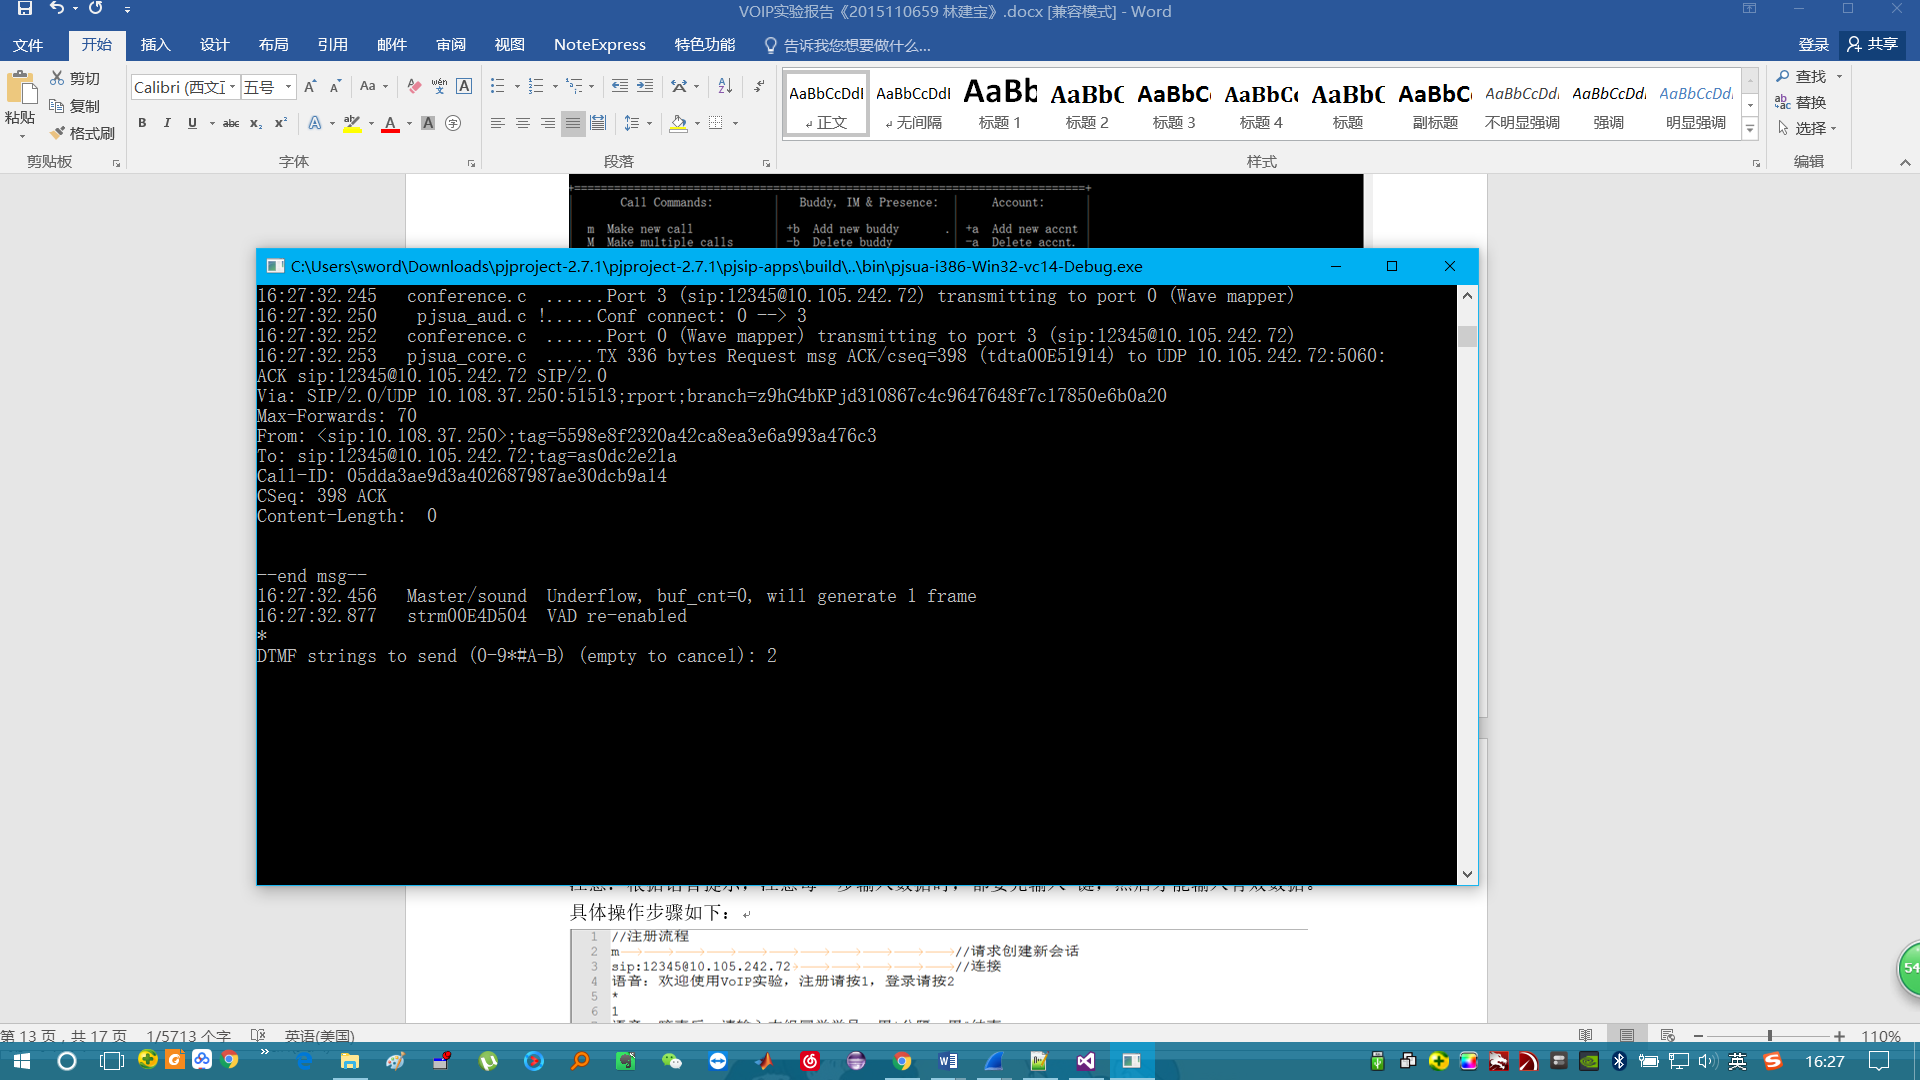 VOIP实验报告《2015110659 林建宝》.docx [兼容模式] - Word
文件 开始 插入 设计 布局 引用 邮件 审阅 视图 NoteExpress 特色功能 告诉我您想要做什么... 登录 共享
粘贴 剪切 复制 格式刷 剪贴板
Calibri (西文正 五号 字体
段落
AaBbCcDdI AaBbCcDdI AaBb AaBbC AaBbC AaBbCc AaBbC AaBbC AaBbCcDdI AaBbCcDdI AaBbCcDdI
正文 无间隔 标题 1 标题 2 标题 3 标题 4 标题 副标题 不明显强调 强调 明显强调
样式
查找 替换 选择 编辑
+==============================================================================+
Call Commands: Buddy, IM & Presence: Account:
m Make new call +b Add new buddy . +a Add new accnt
M Make multiple calls -b Delete buddy -a Delete accnt.
C:\Users\sword\Downloads\pjproject-2.7.1\pjproject-2.7.1\pjsip-apps\build\..\bin\pjsua-i386-Win32-vc14-Debug.exe
16:27:32.245 conference.c ......Port 3 (sip:12345@10.105.242.72) transmitting to port 0 (Wave mapper)
16:27:32.250 pjsua_aud.c !.....Conf connect: 0 --> 3
16:27:32.252 conference.c ......Port 0 (Wave mapper) transmitting to port 3 (sip:12345@10.105.242.72)
16:27:32.253 pjsua_core.c .....TX 336 bytes Request msg ACK/cseq=398 (tdta00E51914) to UDP 10.105.242.72:5060:
ACK sip:12345@10.105.242.72 SIP/2.0
Via: SIP/2.0/UDP 10.108.37.250:51513;rport;branch=z9hG4bKPjd310867c4c9647648f7c17850e6b0a20
Max-Forwards: 70
From: <sip:10.108.37.250>;tag=5598e8f2320a42ca8ea3e6a993a476c3
To: sip:12345@10.105.242.72;tag=as0dc2e21a
Call-ID: 05dda3ae9d3a402687987ae30dcb9a14
CSeq: 398 ACK
Content-Length: 0
--end msg--
16:27:32.456 Master/sound Underflow, buf_cnt=0, will generate 1 frame
16:27:32.877 strm00E4D504 VAD re-enabled
*
DTMF strings to send (0-9*#A-B) (empty to cancel): 2
具体操作步骤如下：
1 //注册流程
2 m //请求创建新会话
3 sip:12345@10.105.242.72 //连接
4 语音：欢迎使用VoIP实验，注册请按1，登录请按2
5 *
6 1
第 13 页，共 17 页 1/5713 个字 英语(美国) 110%
54
英 16:27